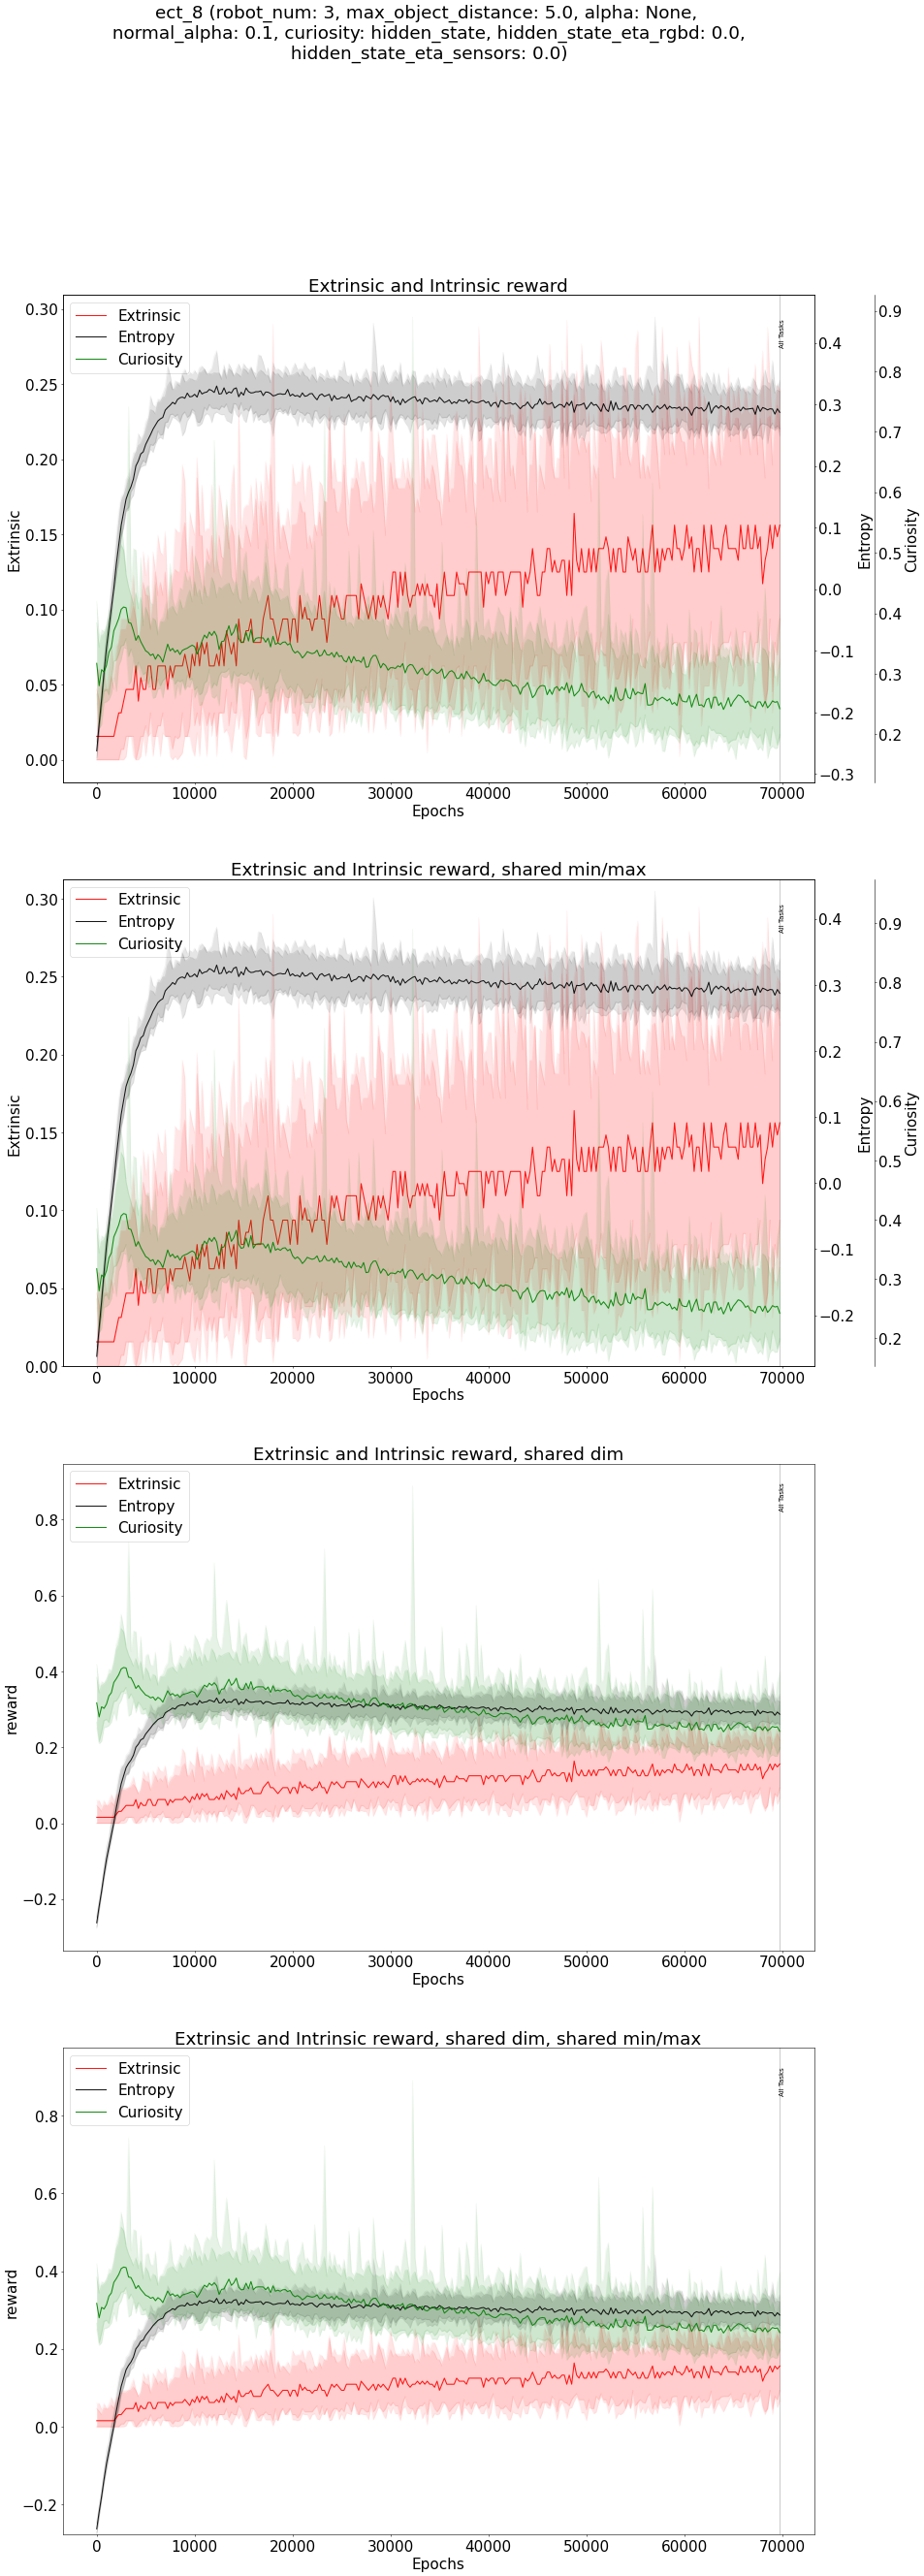 ect_8 (robot_num: 3, max_object_distance: 5.0, alpha: None,
normal_alpha: 0.1, curiosity: hidden_state, hidden_state_eta_rgbd: 0.0,
hidden_state_eta_sensors: 0.0)
Extrinsic and Intrinsic reward
Extrinsic
Entropy
Curiosity
All Tasks
0.30
0.25
0.20
0.15
0.10
0.05
0.00
Extrinsic
0.4
0.3
0.2
0.1
0.0
−0.1
−0.2
−0.3
Entropy
0.9
0.8
0.7
0.6
0.5
0.4
0.3
0.2
Curiosity
0 10000 20000 30000 40000 50000 60000 70000
Epochs
Extrinsic and Intrinsic reward, shared min/max
Extrinsic
Entropy
Curiosity
All Tasks
0.30
0.25
0.20
0.15
0.10
0.05
0.00
Extrinsic
0.4
0.3
0.2
0.1
0.0
−0.1
−0.2
Entropy
0.9
0.8
0.7
0.6
0.5
0.4
0.3
0.2
Curiosity
0 10000 20000 30000 40000 50000 60000 70000
Epochs
Extrinsic and Intrinsic reward, shared dim
Extrinsic
Entropy
Curiosity
All Tasks
0.8
0.6
0.4
0.2
0.0
−0.2
reward
0 10000 20000 30000 40000 50000 60000 70000
Epochs
Extrinsic and Intrinsic reward, shared dim, shared min/max
Extrinsic
Entropy
Curiosity
All Tasks
0.8
0.6
0.4
0.2
0.0
−0.2
reward
0 10000 20000 30000 40000 50000 60000 70000
Epochs